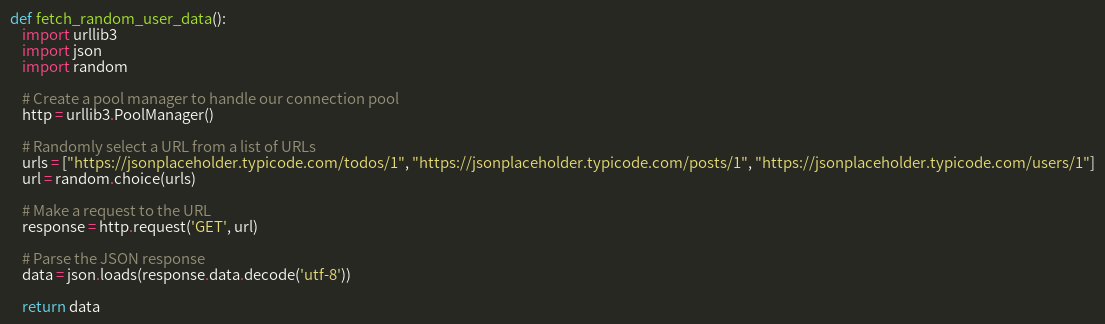 def fetch_random_user_data():
    import urllib3
    import json
    import random

    # Create a pool manager to handle our connection pool
    http = urllib3.PoolManager()

    # Randomly select a URL from a list of URLs
    urls = ["https://jsonplaceholder.typicode.com/todos/1", "https://jsonplaceholder.typicode.com/posts/1", "https://jsonplaceholder.typicode.com/users/1"]
    url = random.choice(urls)

    # Make a request to the URL
    response = http.request('GET', url)

    # Parse the JSON response
    data = json.loads(response.data.decode('utf-8'))

    return data